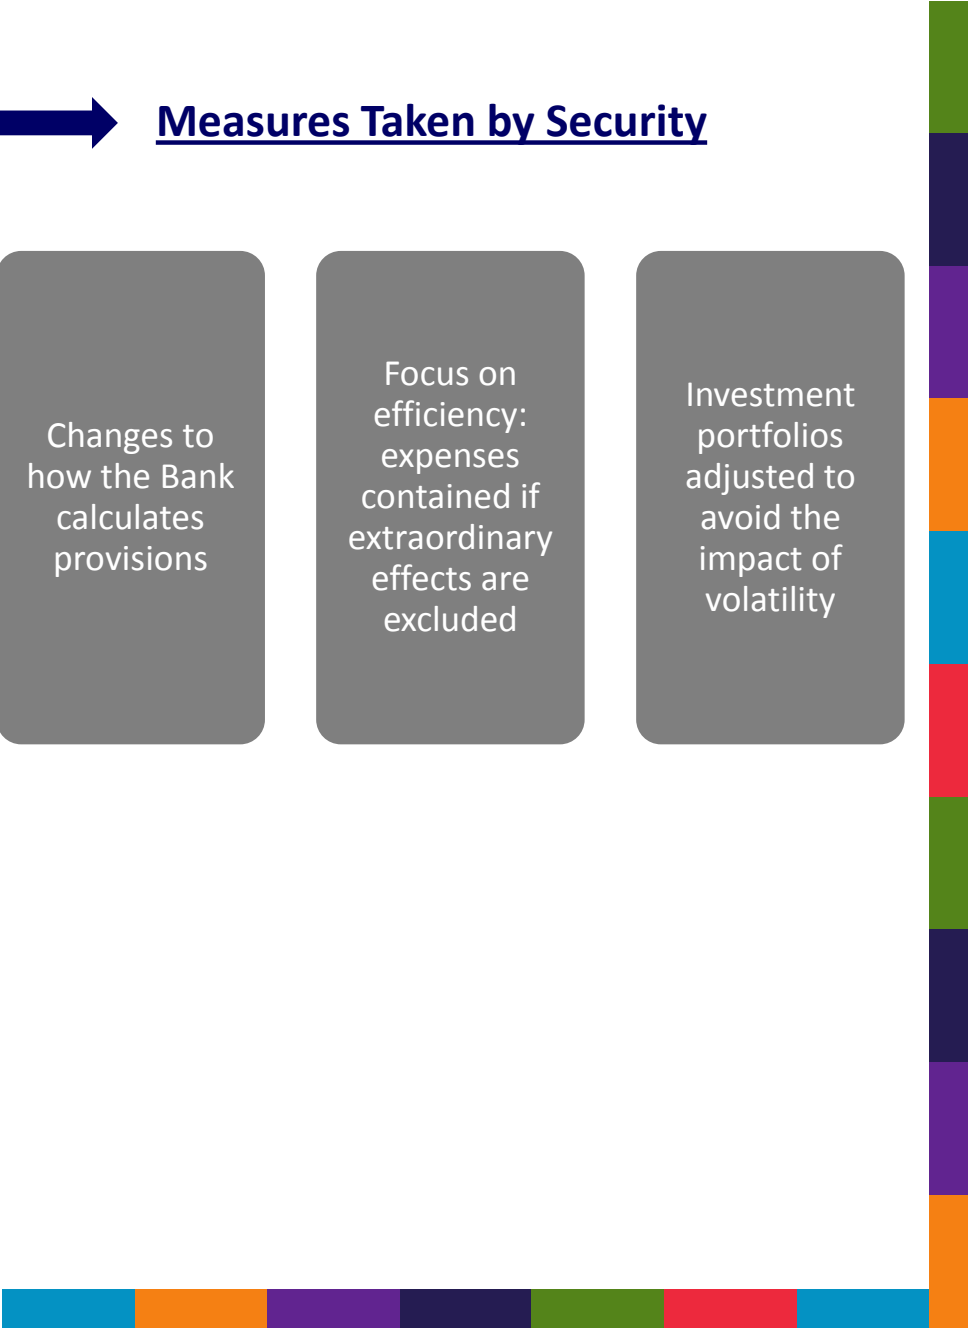 Measures Taken by Security
Changes to
how the Bank
calculates
provisions
Focus on
efficiency:
expenses
contained if
extraordinary
effects are
excluded
Investment
portfolios
adjusted to
avoid the
impact of
volatility